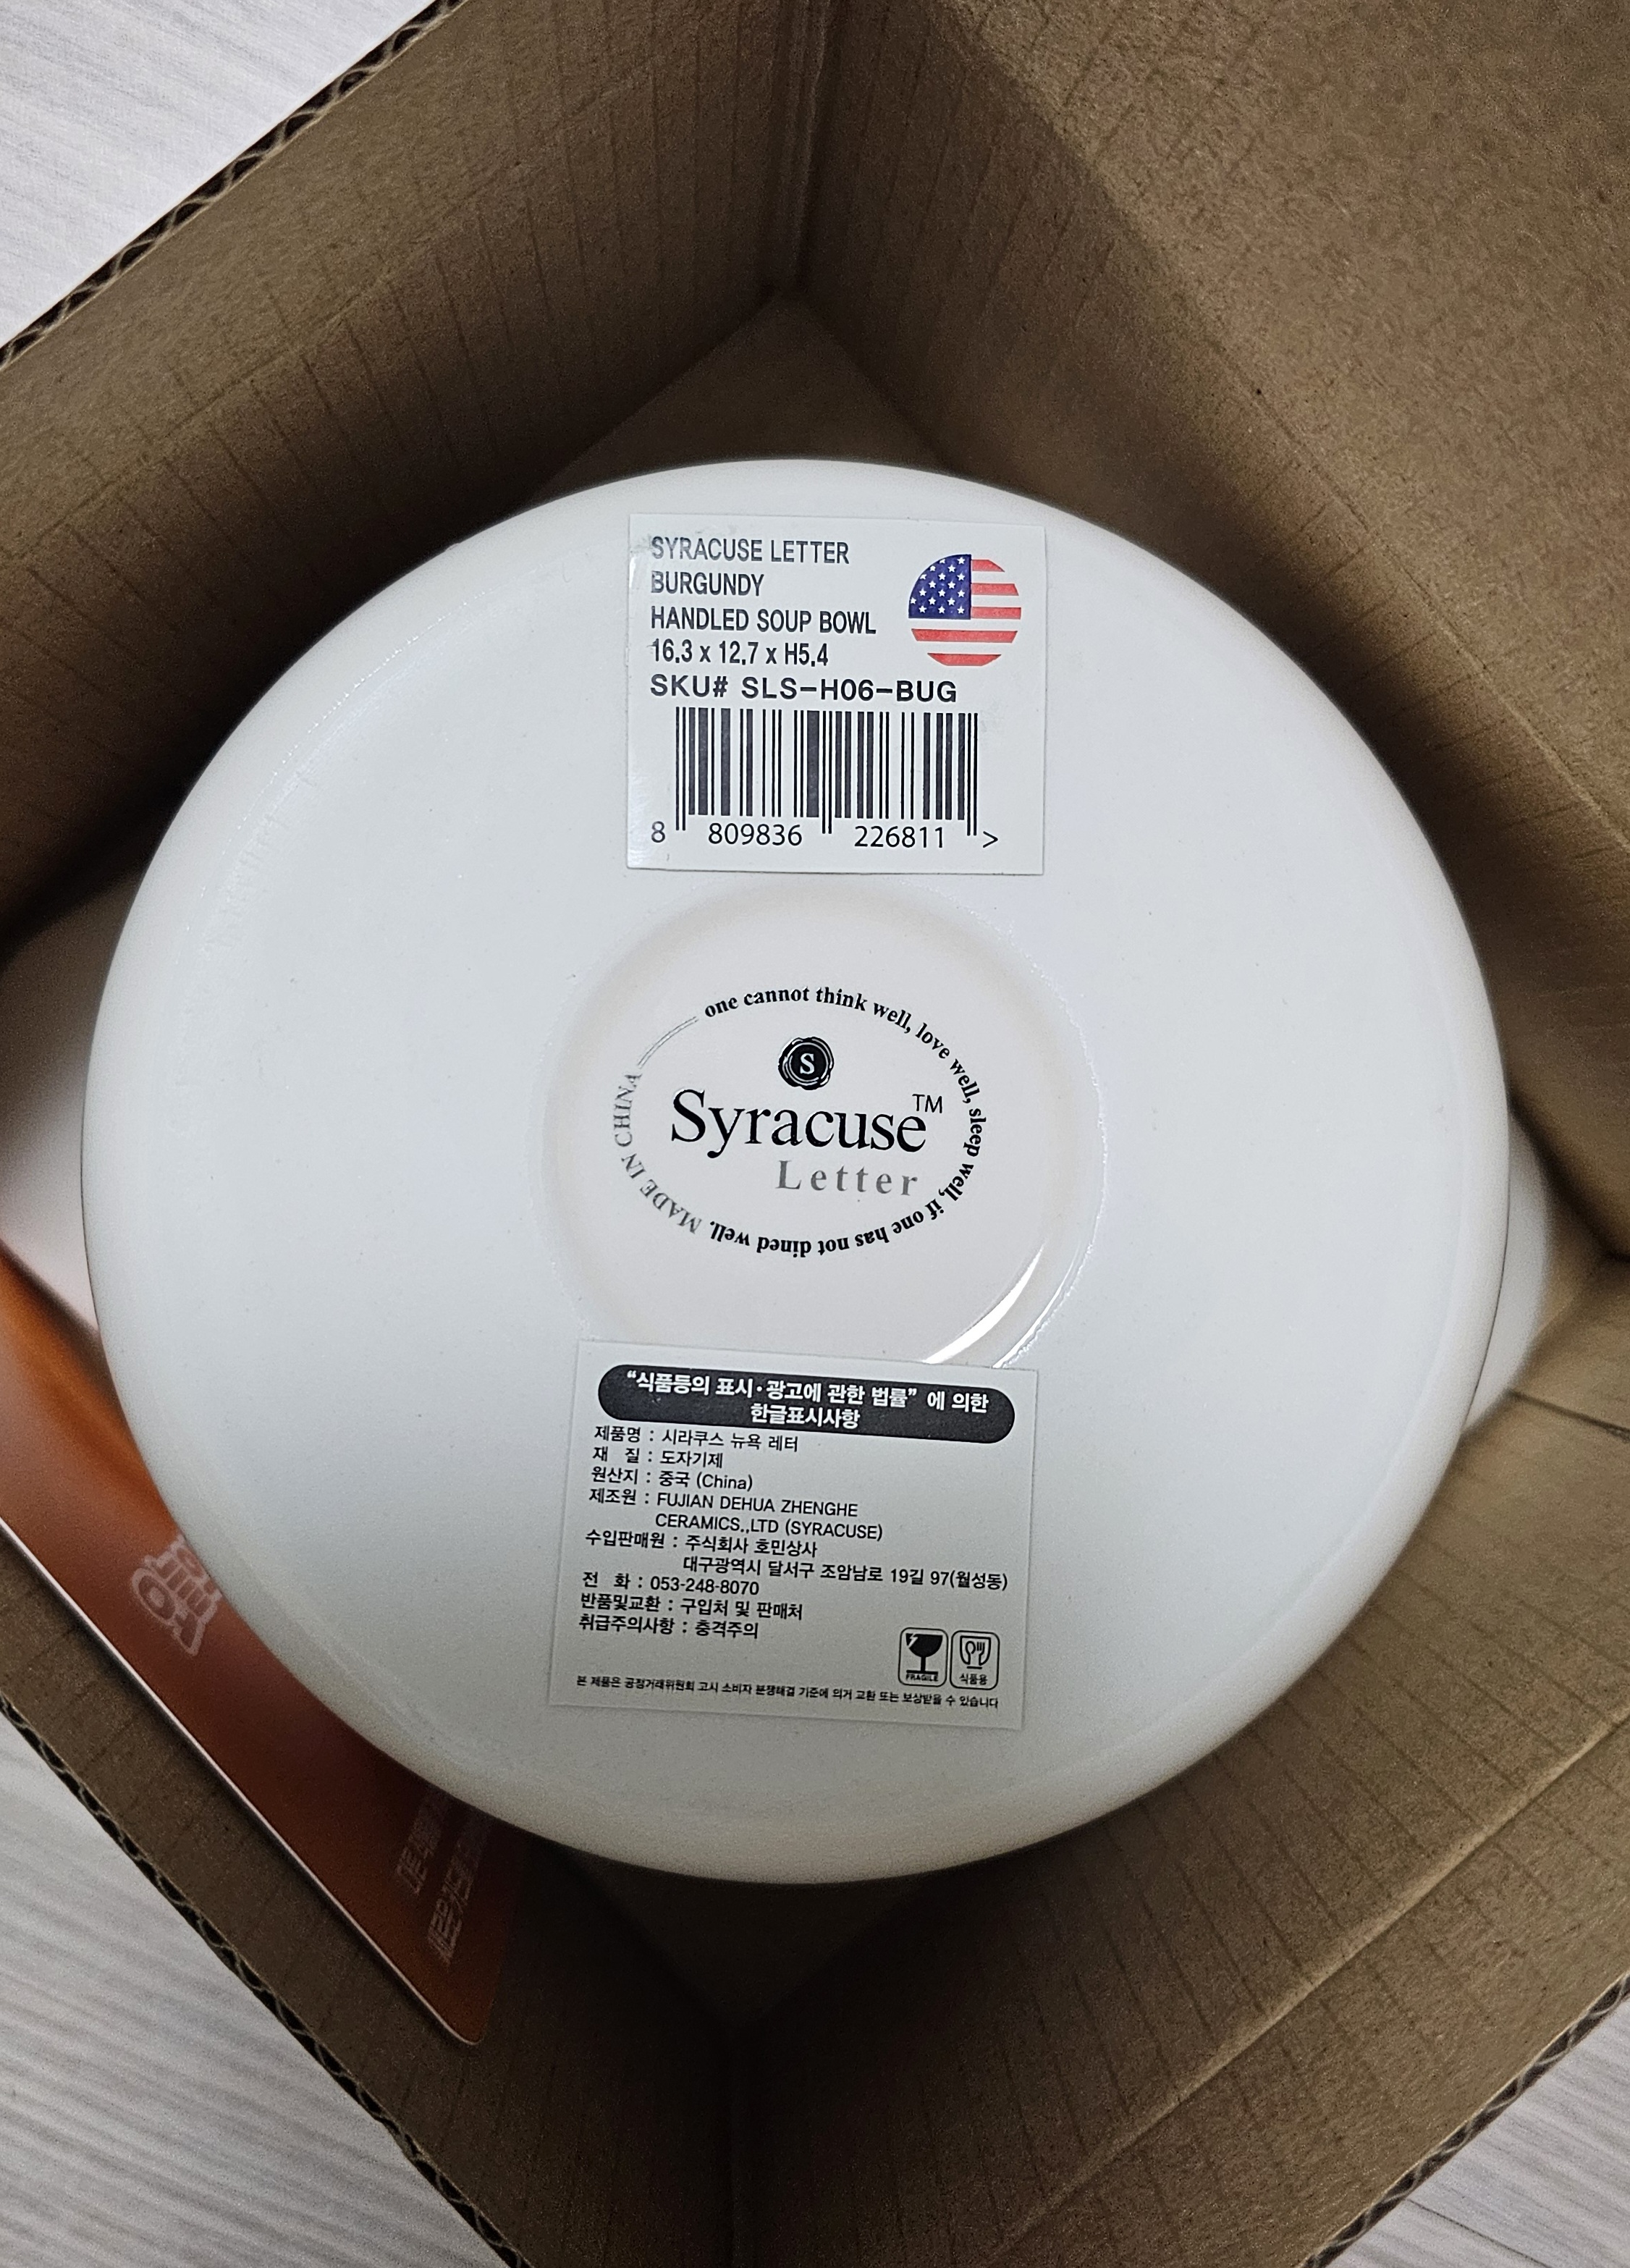 SYRACUSE LETTER
BURGUNDY
HANDLED SOUP BOWL
16.3 x 12.7 x H5.4
SKU# SLS-H06-BUG
8 809836 226811 >
one cannot think well, love well, sleep well, if one has not dined well. MADE IN CHINA
S
Syracuse™
Letter
“식품등의 표시·광고에 관한 법률” 에 의한
한글표시사항
제품명 : 시라쿠스 뉴욕 레터
재 질 : 도자기제
원산지 : 중국 (China)
제조원 : FUJIAN DEHUA ZHENGHE
CERAMICS.,LTD (SYRACUSE)
수입판매원 : 주식회사 호민상사
대구광역시 달서구 조암남로 19길 97(월성동)
전 화 : 053-248-8070
반품및교환 : 구입처 및 판매처
취급주의사항 : 충격주의
FRAGILE
식품용
본 제품은 공정거래위원회 고시 소비자 분쟁해결 기준에 의거 교환 또는 보상받을 수 있습니다